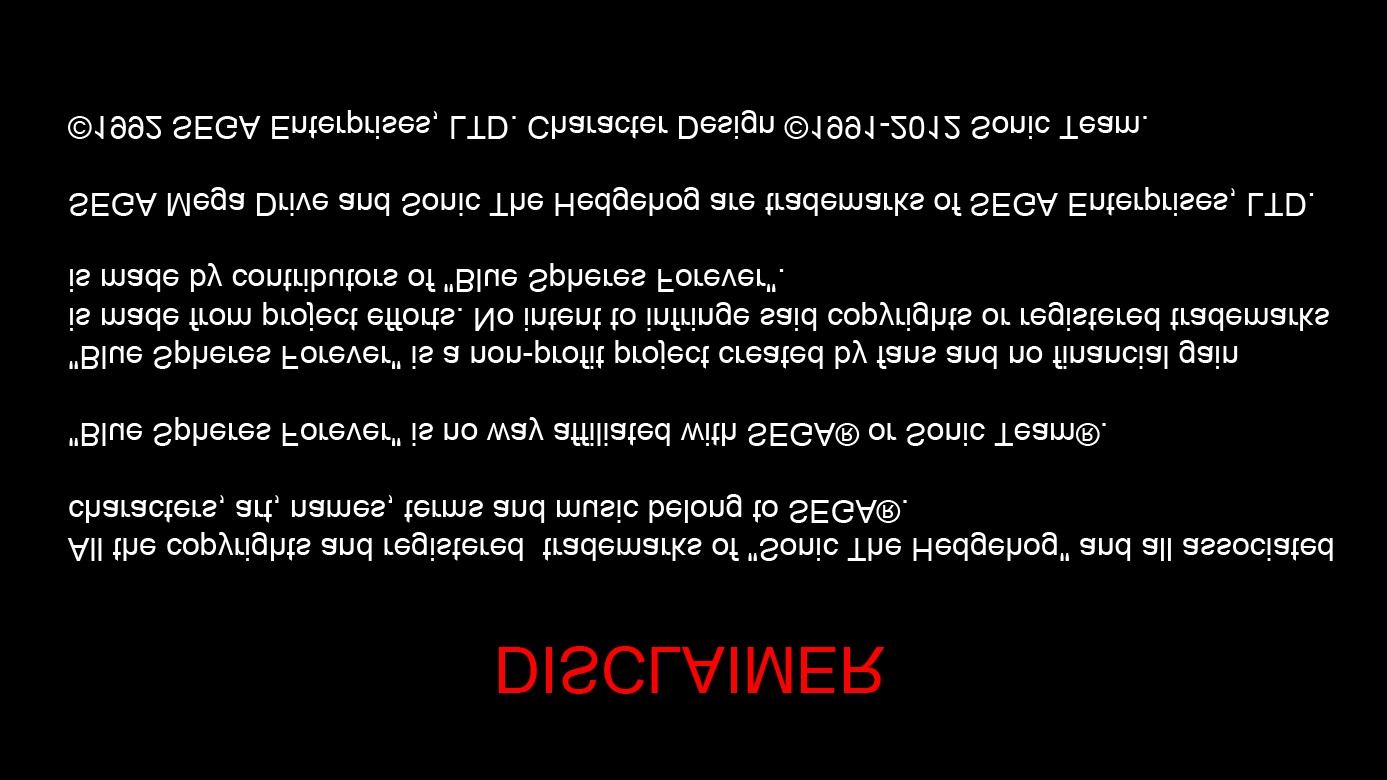 DISCLAIMER
All the copyrights and registered  trademarks of "Sonic The Hedgehog" and all associated
characters, art, names, terms and music belong to SEGA®.
"Blue Spheres Forever" is no way affiliated with SEGA® or Sonic Team®.
"Blue Spheres Forever" is a non-profit project created by fans and no financial gain
is made from project efforts. No intent to infringe said copyrights or registered trademarks
is made by contributors of "Blue Spheres Forever".
SEGA Mega Drive and Sonic The Hedgehog are trademarks of SEGA Enterprises, LTD.
©1992 SEGA Enterprises, LTD. Character Design ©1991-2012 Sonic Team.